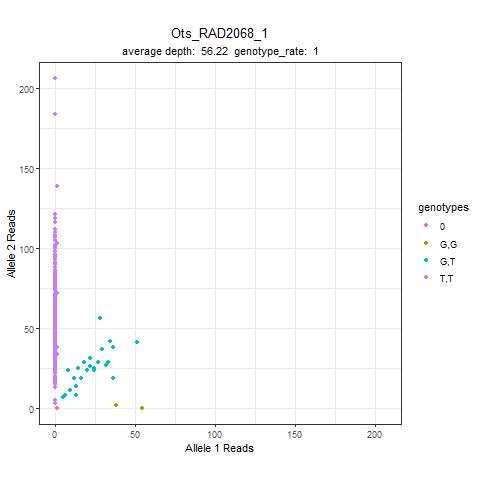 Ots_RAD2068_1
average depth: 56.22 genotype_rate: 1
200
150
100
50
0
Allele 2 Reads
0 50 100 150 200
Allele 1 Reads
genotypes
0
G,G
G,T
T,T